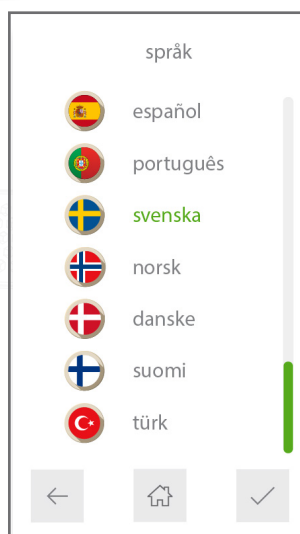 språk
español
português
svenska
norsk
danske
suomi
türk